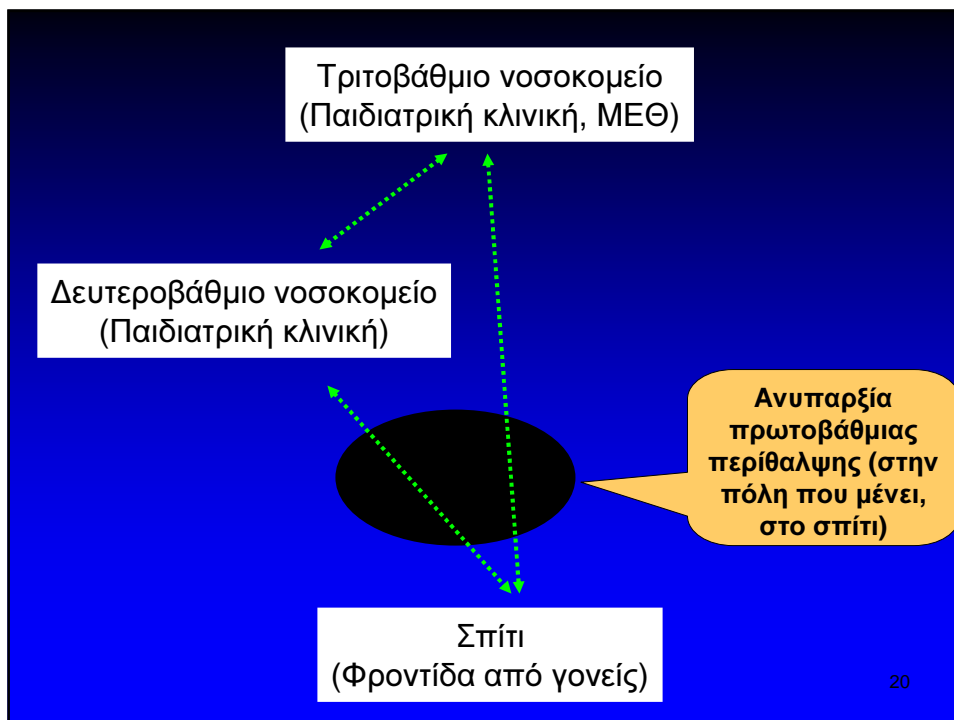 Τριτοβάθμιο νοσοκομείο
(Παιδιατρική κλινική, ΜΕΘ)
Δευτεροβάθμιο νοσοκομείο
(Παιδιατρική κλινική)
Ανυπαρξία
πρωτοβάθμιας
περίθαλψης (στην
πόλη που μένει,
στο σπίτι)
Σπίτι
(Φροντίδα από γονείς)
20